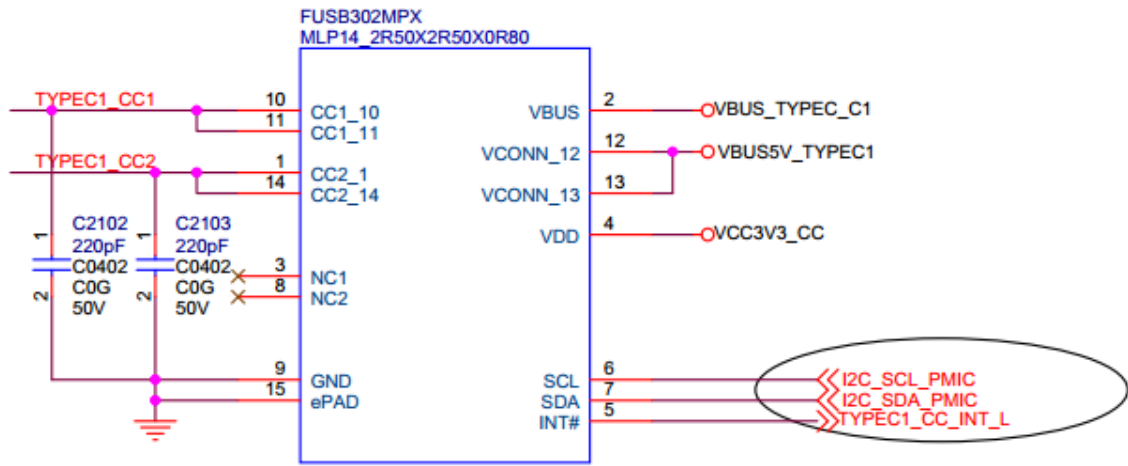 FUSB302MPX
MLP14_2R50X2R50X0R80
TYPEC1_CC1
10
CC1_10
11
CC1_11
TYPEC1_CC2
1
CC2_1
14
CC2_14
2
VBUS
VBUS_TYPEC_C1
12
VCONN_12
VBUS5V_TYPEC1
13
VCONN_13
4
VDD
VCC3V3_CC
1
C2102
220pF
C0402
C0G
50V
2
1
C2103
220pF
C0402
C0G
50V
2
3
NC1
8
NC2
9
GND
15
ePAD
6
SCL
I2C_SCL_PMIC
7
SDA
I2C_SDA_PMIC
5
INT#
TYPEC1_CC_INT_L